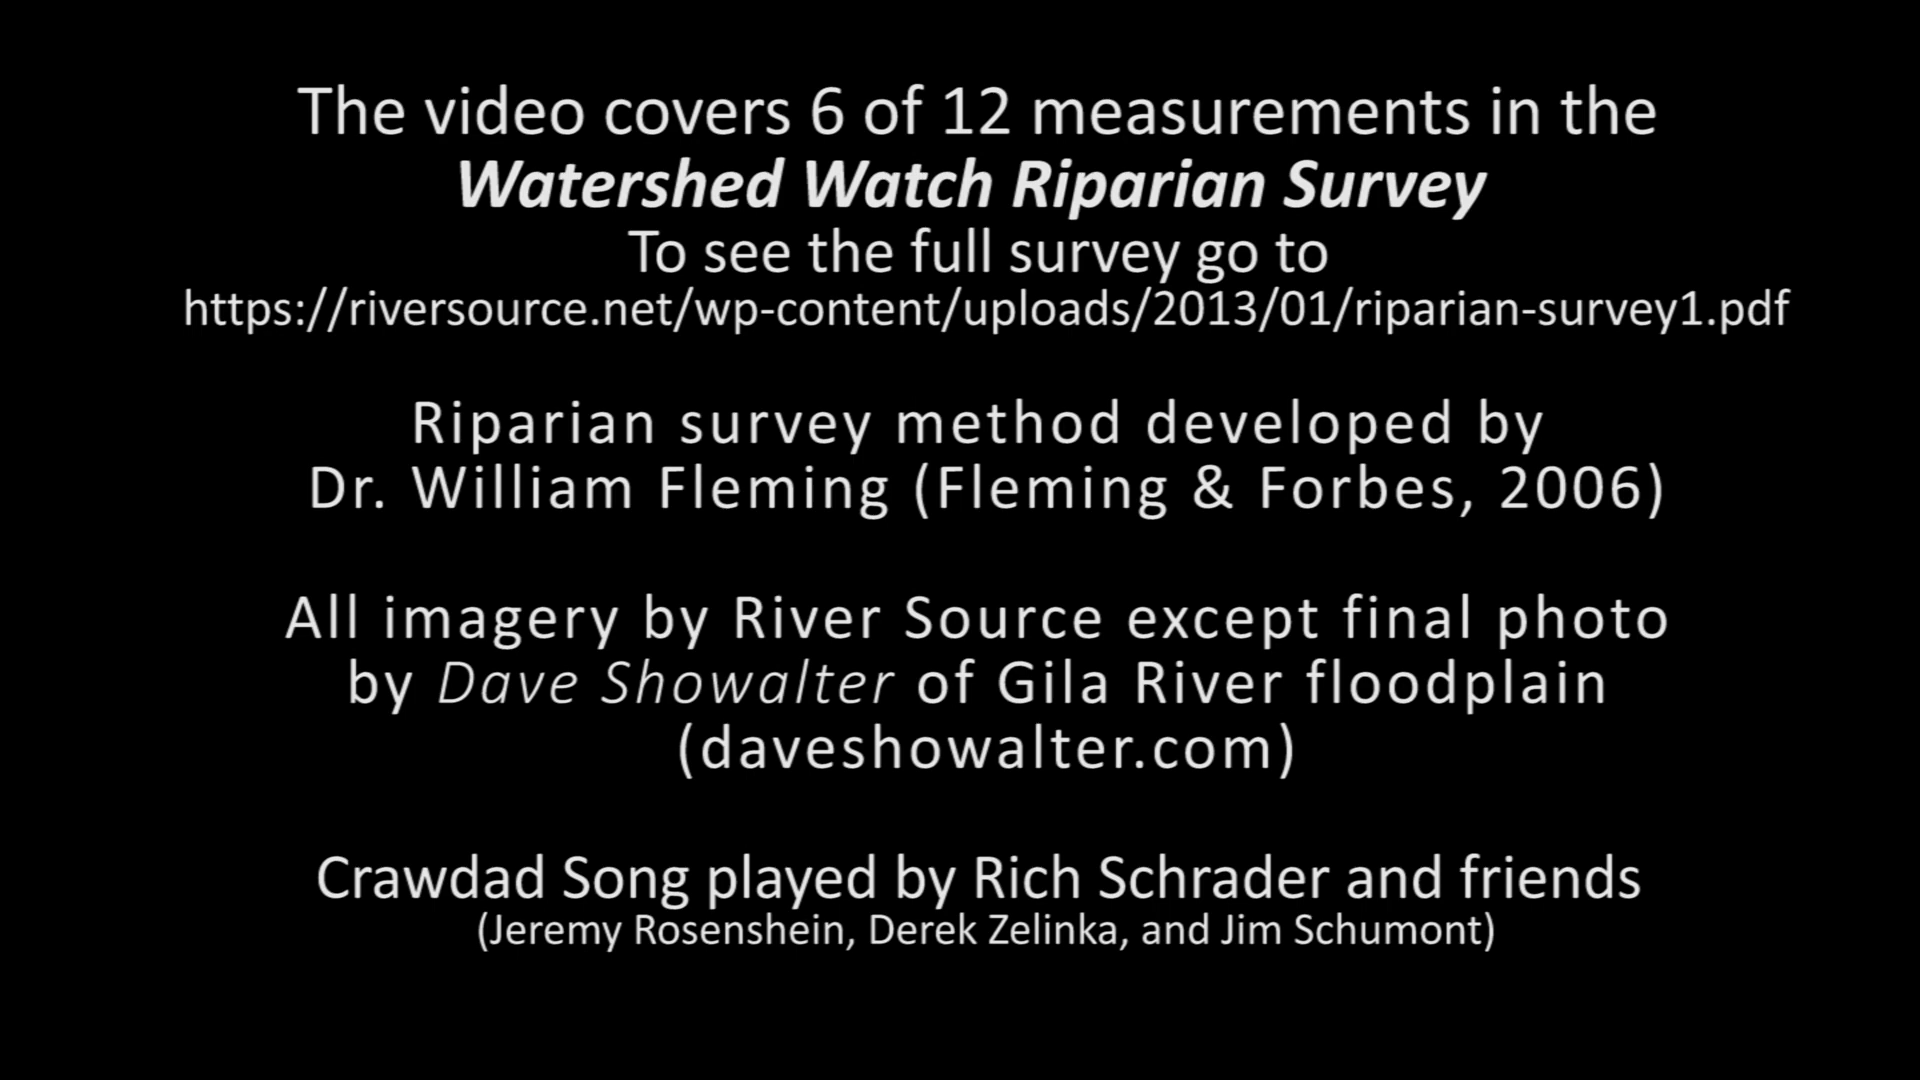 The video covers 6 of 12 measurements in the
Watershed Watch Riparian Survey
To see the full survey go to
https://riversource.net/wp-content/uploads/2013/01/riparian-survey1.pdf
Riparian survey method developed by
Dr. William Fleming (Fleming & Forbes, 2006)
All imagery by River Source except final photo
by Dave Showalter of Gila River floodplain
(daveshowalter.com)
Crawdad Song played by Rich Schrader and friends
(Jeremy Rosenshein, Derek Zelinka, and Jim Schumont)